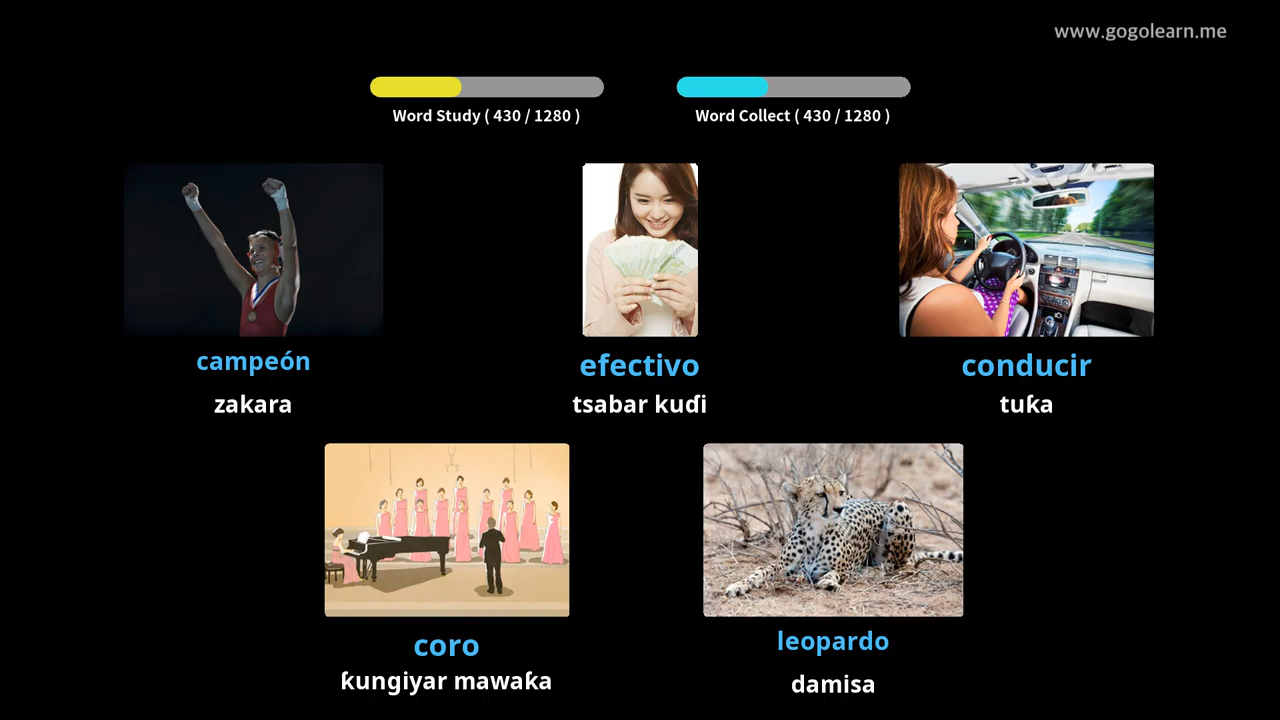 www.gogolearn.me
Word Study ( 430 / 1280 )
Word Collect ( 430 / 1280 )
campeón
zakara
efectivo
tsabar kuɗi
conducir
tuƙa
coro
ƙungiyar mawaƙa
leopardo
damisa